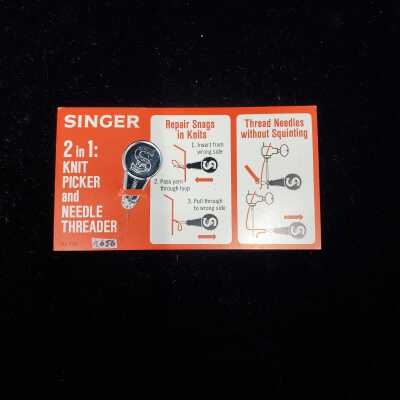 SINGER
2 in 1:
KNIT
PICKER
and
NEEDLE
THREADER
Repair Snags
in Knits
1. Insert from
wrong side
2. Pass yarn
through loop
3. Pull through
to wrong side
Thread Needles
without Squinting